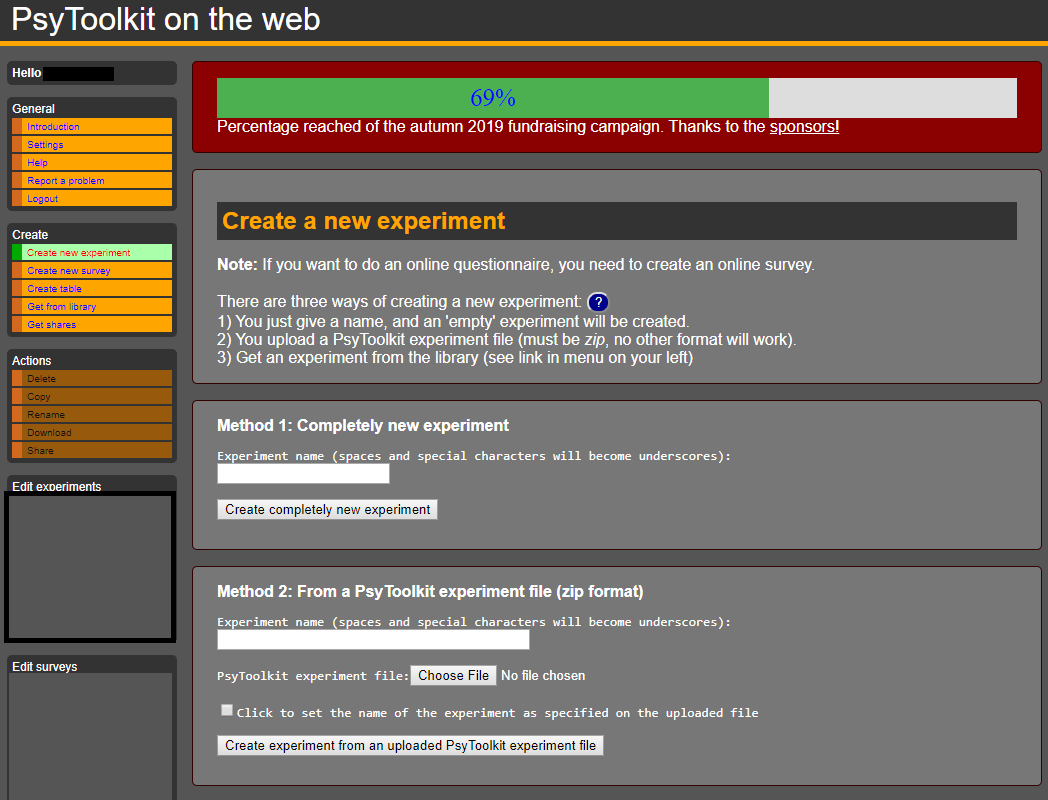 PsyToolkit on the web
Hello
General
Introduction
Settings
Help
Report a problem
Logout
Create
Create new experiment
Create new survey
Create table
Get from library
Get shares
Actions
Delete
Copy
Rename
Download
Share
Edit experiments
Edit surveys
69%
Percentage reached of the autumn 2019 fundraising campaign. Thanks to the sponsors!
Create a new experiment
Note: If you want to do an online questionnaire, you need to create an online survey.
There are three ways of creating a new experiment: ?
1) You just give a name, and an 'empty' experiment will be created.
2) You upload a PsyToolkit experiment file (must be zip, no other format will work).
3) Get an experiment from the library (see link in menu on your left)
Method 1: Completely new experiment
Experiment name (spaces and special characters will become underscores):
Create completely new experiment
Method 2: From a PsyToolkit experiment file (zip format)
Experiment name (spaces and special characters will become underscores):
PsyToolkit experiment file: Choose File No file chosen
Click to set the name of the experiment as specified on the uploaded file
Create experiment from an uploaded PsyToolkit experiment file